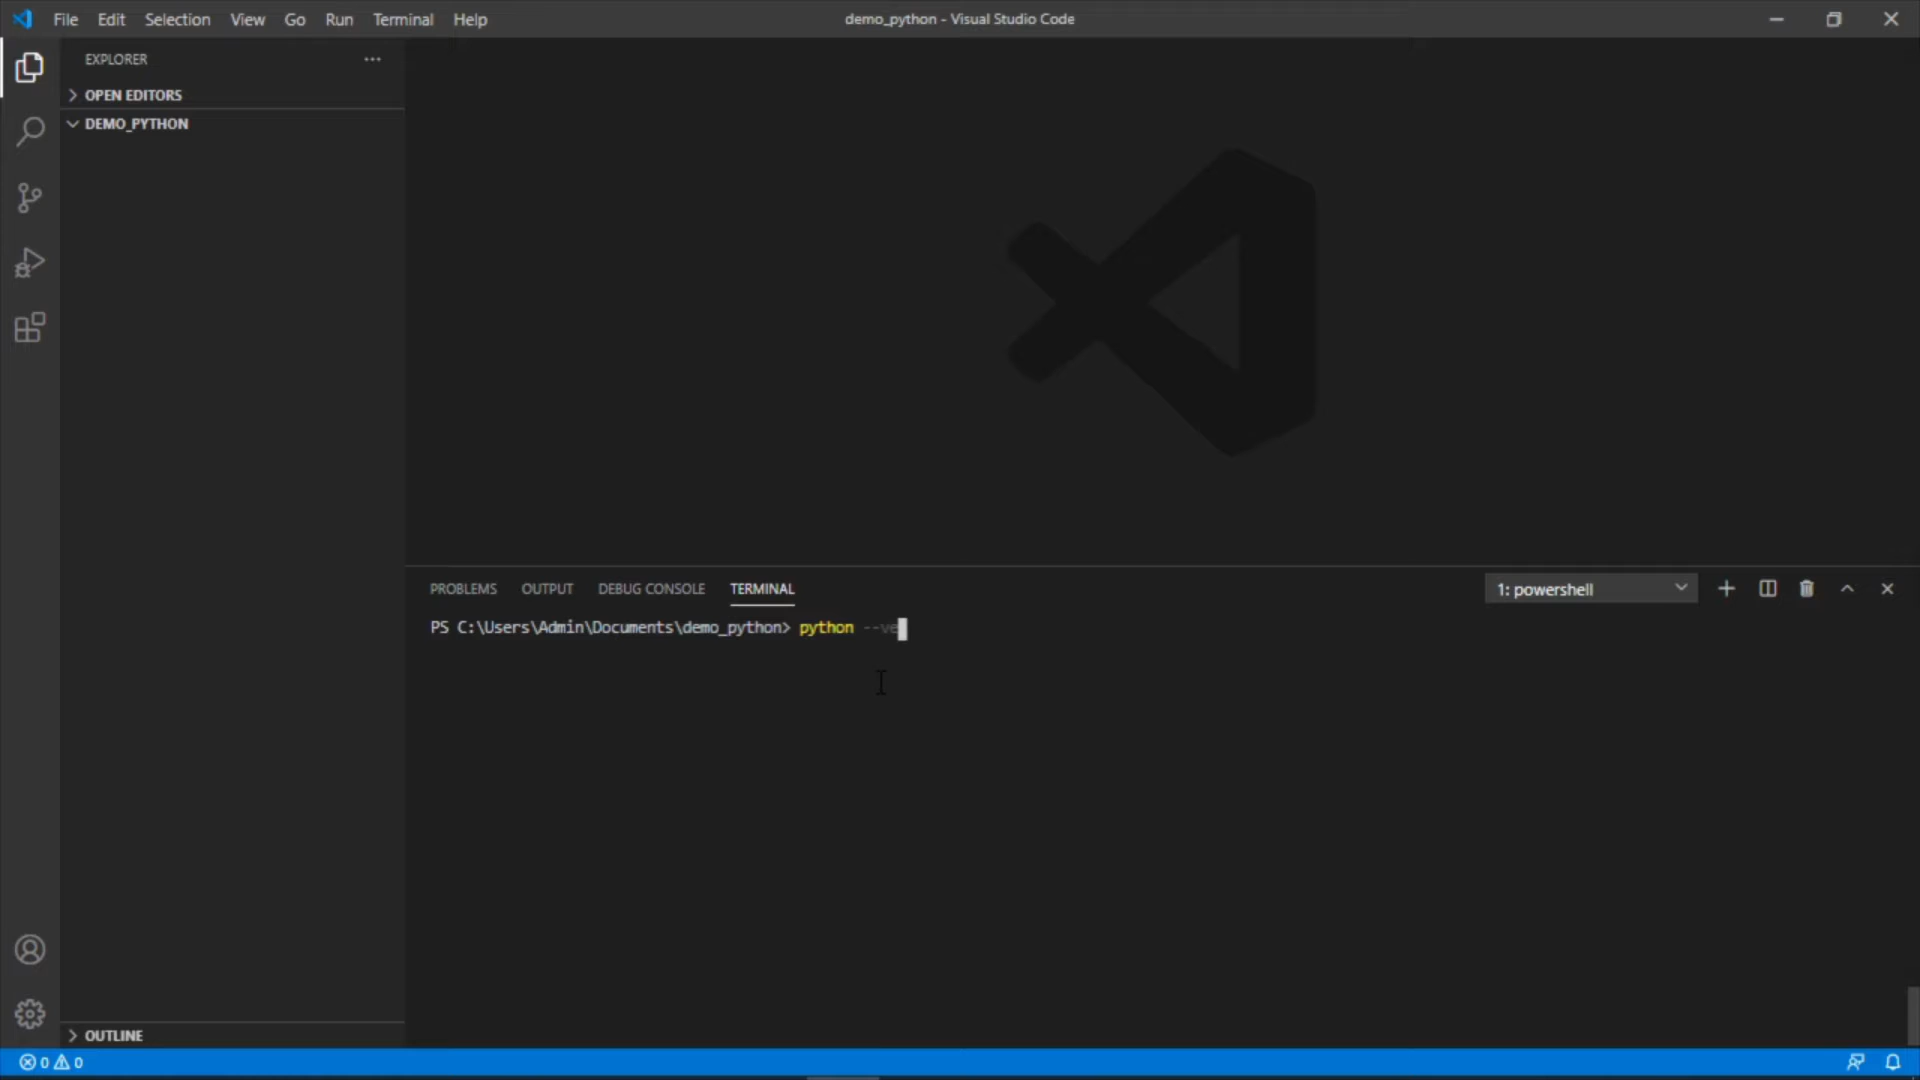 File Edit Selection View Go Run Terminal Help
demo_python - Visual Studio Code
EXPLORER
OPEN EDITORS
DEMO_PYTHON
PROBLEMS OUTPUT DEBUG CONSOLE TERMINAL
1: powershell
PS C:\Users\Admin\Documents\demo_python> python --ve
OUTLINE
0 0